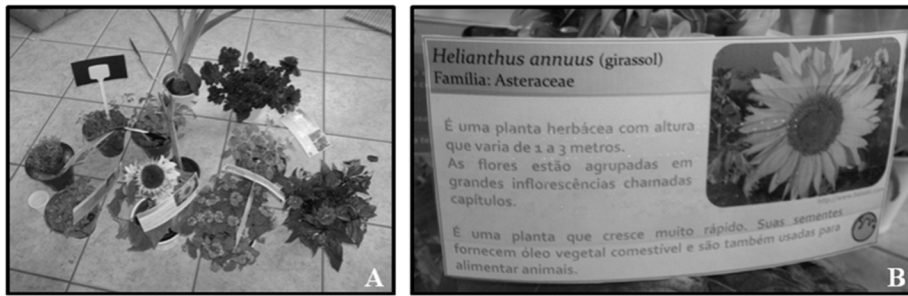 A
Helianthus annuus (girassol)
Família: Asteraceae
É uma planta herbácea com altura
que varia de 1 a 3 metros.
As flores estão agrupadas em
grandes inflorescências chamadas
capítulos.
É uma planta que cresce muito rápido. Suas sementes
fornecem óleo vegetal comestível e são também usadas para
alimentar animais.
B